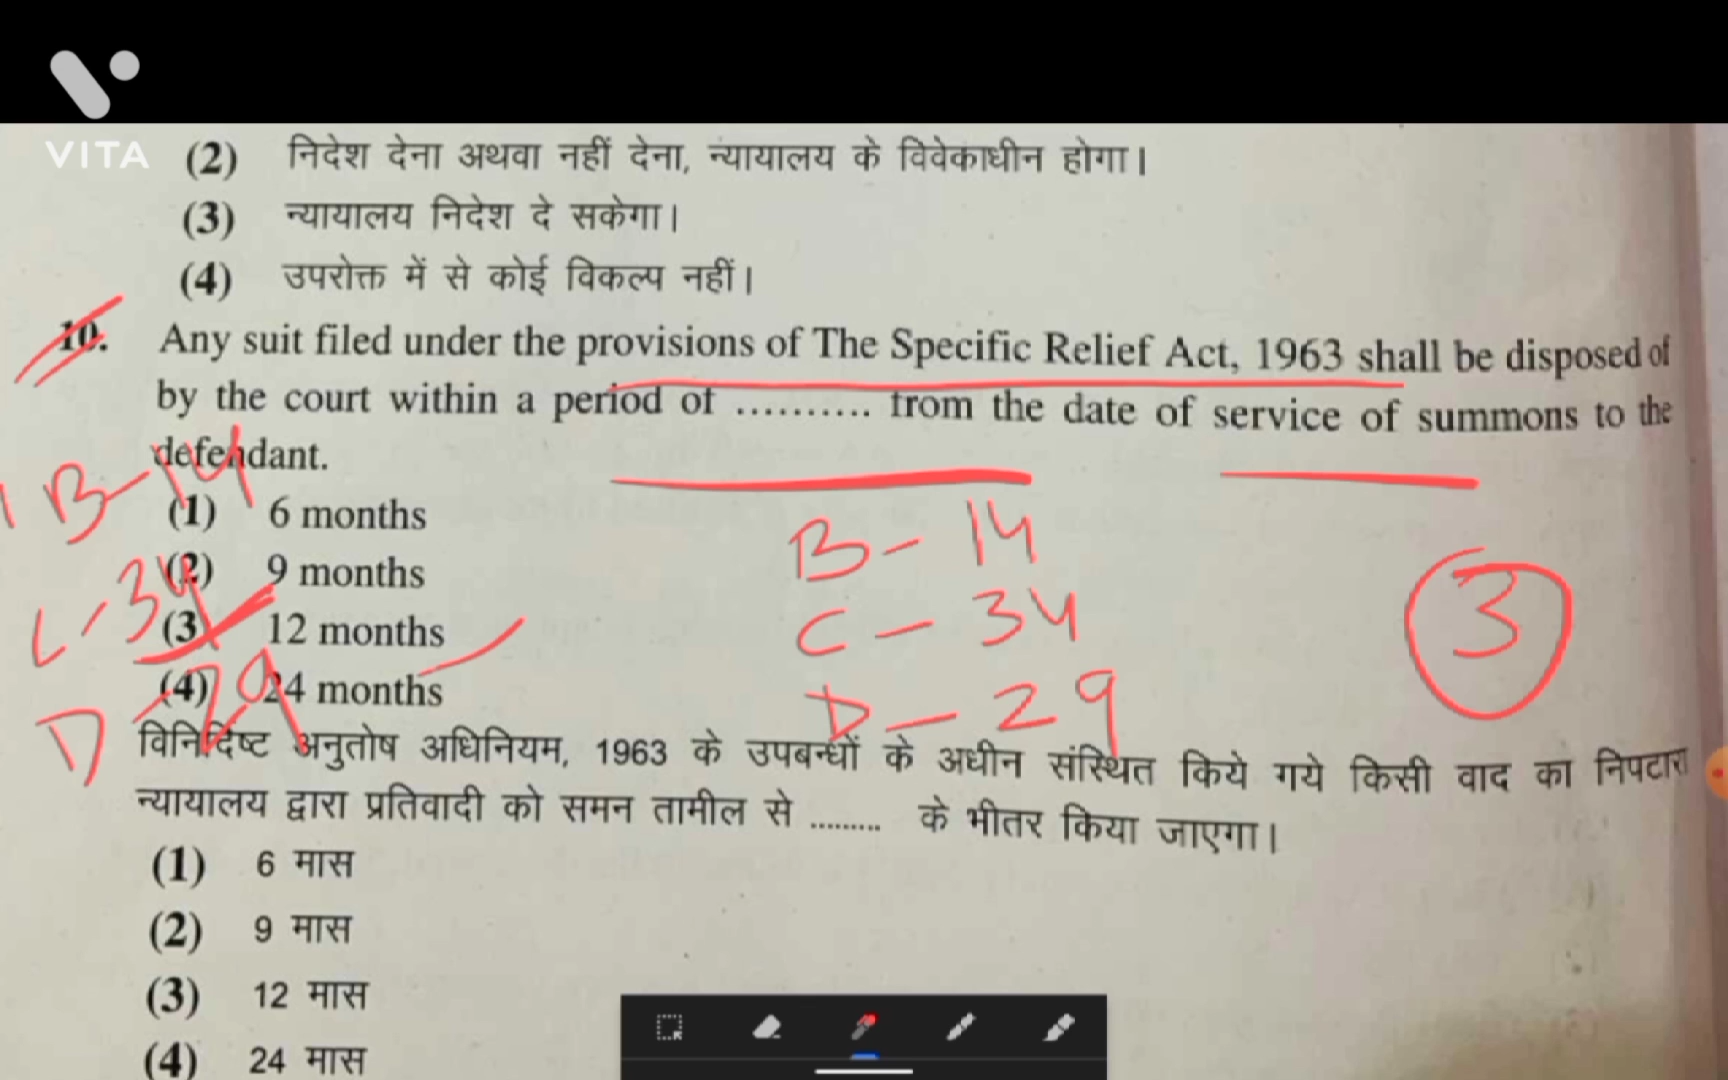 VITA
(2) निदेश देना अथवा नहीं देना, न्यायालय के विवेकाधीन होगा।
(3) न्यायालय निदेश दे सकेगा।
(4) उपरोक्त में से कोई विकल्प नहीं।
10. Any suit filed under the provisions of The Specific Relief Act, 1963 shall be disposed of
by the court within a period of .......... from the date of service of summons to the
defendant.
B-14
(1) 6 months
B - 14
(2) 9 months
C-34
(3) 12 months
C - 34
3
(4) 24 months
D-29
D - 29
विनिर्दिष्ट अनुतोष अधिनियम, 1963 के उपबन्धों के अधीन संस्थित किये गये किसी वाद का निपटारा
न्यायालय द्वारा प्रतिवादी को समन तामील से ......... के भीतर किया जाएगा।
(1) 6 मास
(2) 9 मास
(3) 12 मास
(4) 24 मास